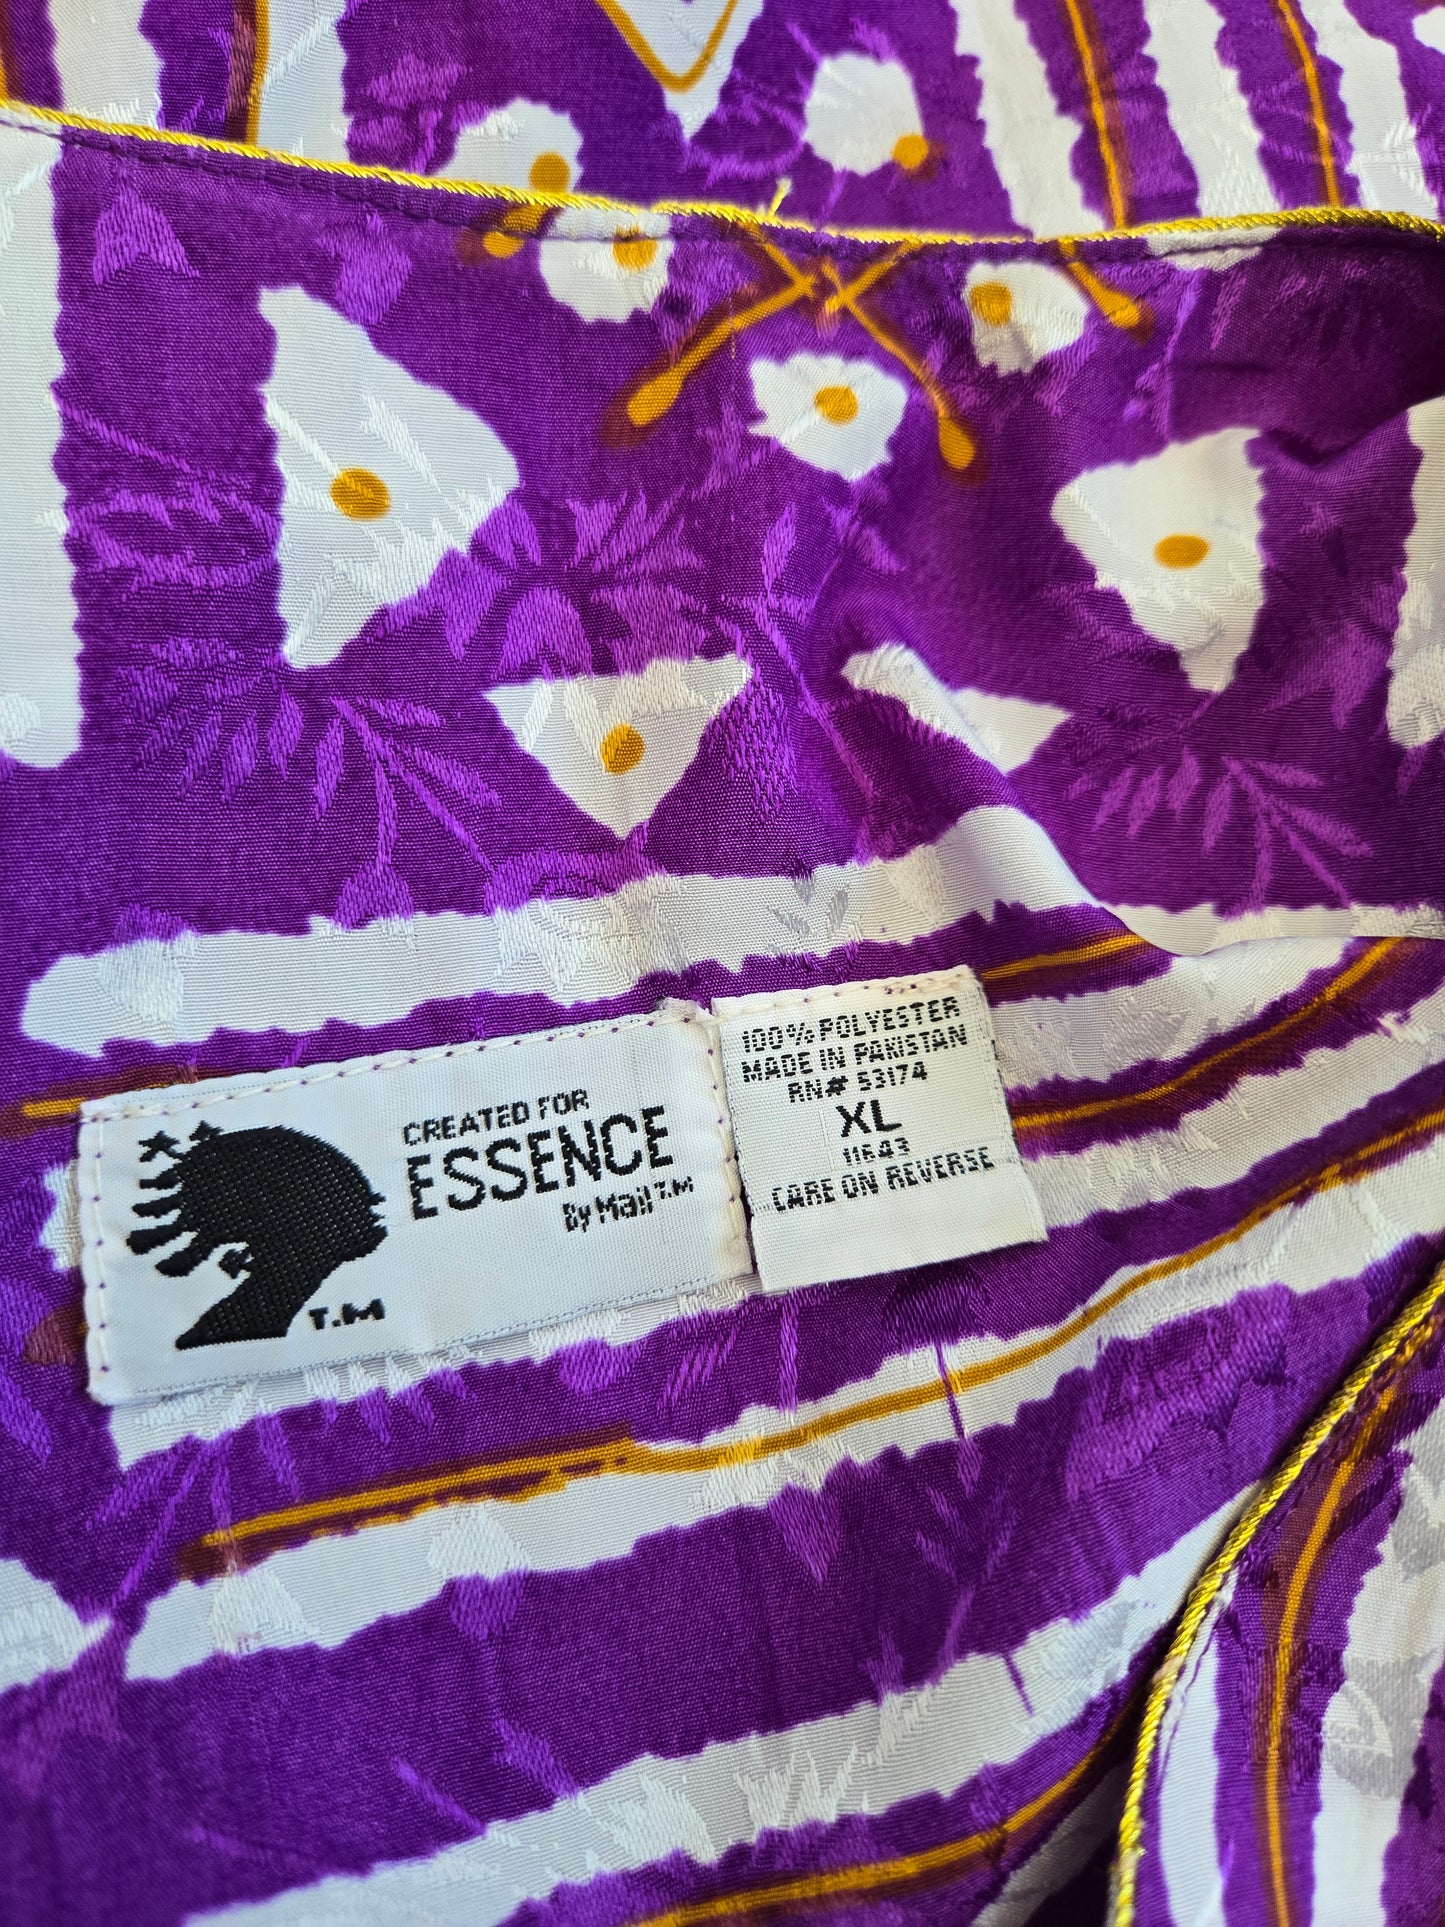 CREATED FOR
ESSENCE
By Mail T.M
T.M
100% POLYESTER
MADE IN PAKISTAN
RN# 53174
XL
11643
CARE ON REVERSE